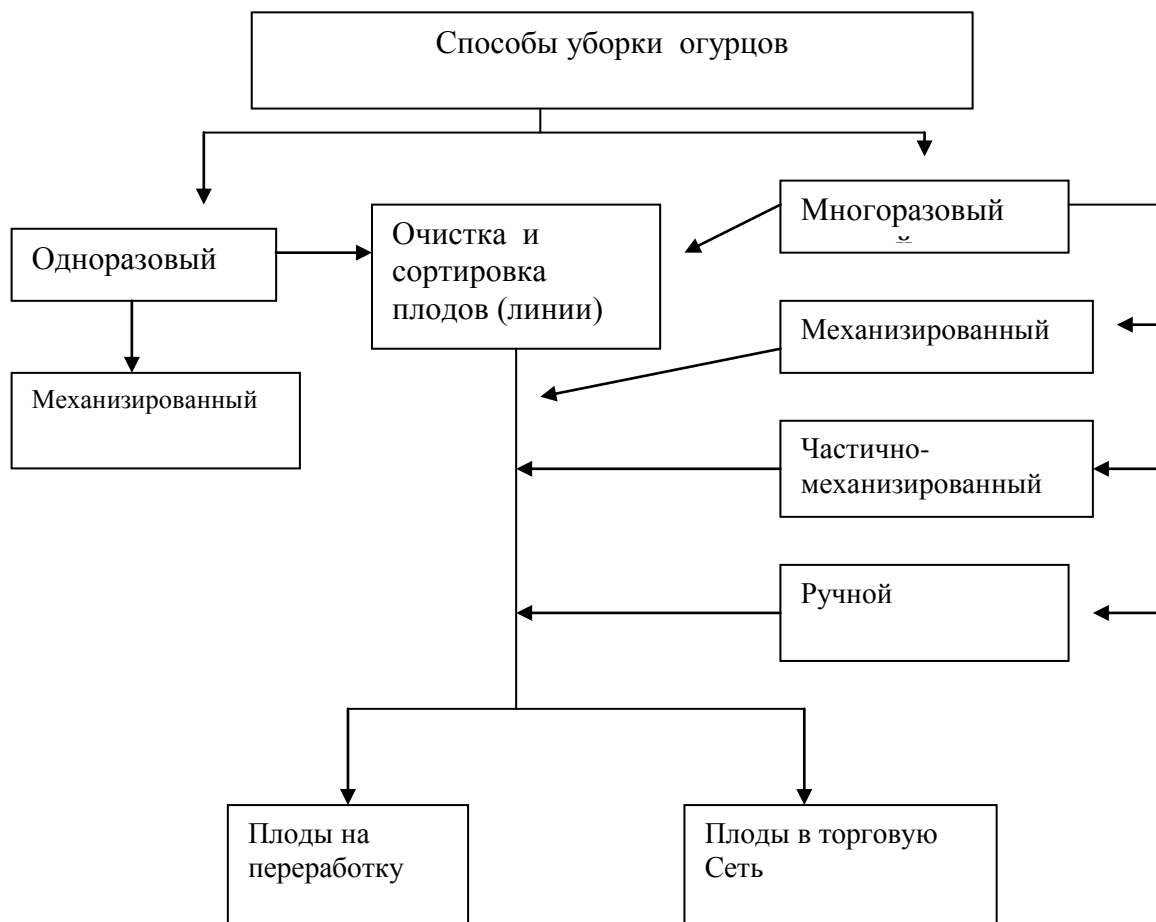 Способы уборки огурцов
Многоразовый
й
Одноразовый
Очистка и
сортировка
плодов (линии)
Механизированный
Механизированный
Частично-
механизированный
Ручной
Плоды на
переработку
Плоды в торговую
Сеть